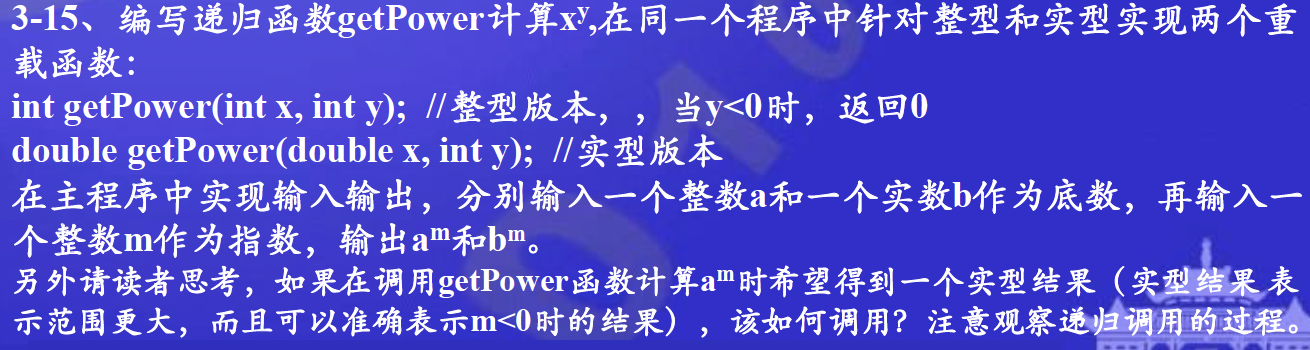 3-15、编写递归函数getPower计算xʸ,在同一个程序中针对整型和实型实现两个重
载函数：
int getPower(int x, int y); //整型版本，，当y<0时，返回0
double getPower(double x, int y); //实型版本
在主程序中实现输入输出，分别输入一个整数a和一个实数b作为底数，再输入一
个整数m作为指数，输出aᵐ和bᵐ。
另外请读者思考，如果在调用getPower函数计算aᵐ时希望得到一个实型结果（实型结果表
示范围更大，而且可以准确表示m<0时的结果），该如何调用？注意观察递归调用的过程。